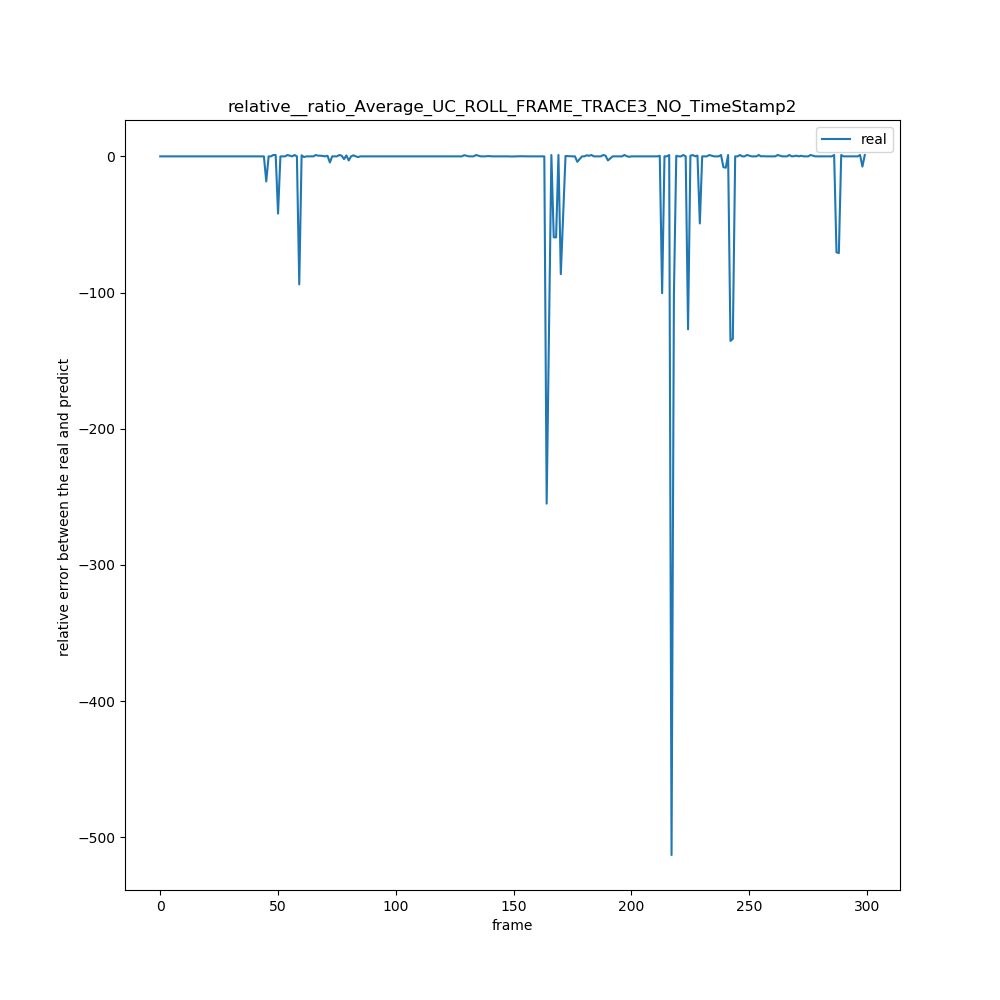 relative__ratio_Average_UC_ROLL_FRAME_TRACE3_NO_TimeStamp2
real
relative error between the real and predict
0
−100
−200
−300
−400
−500
0 50 100 150 200 250 300
frame